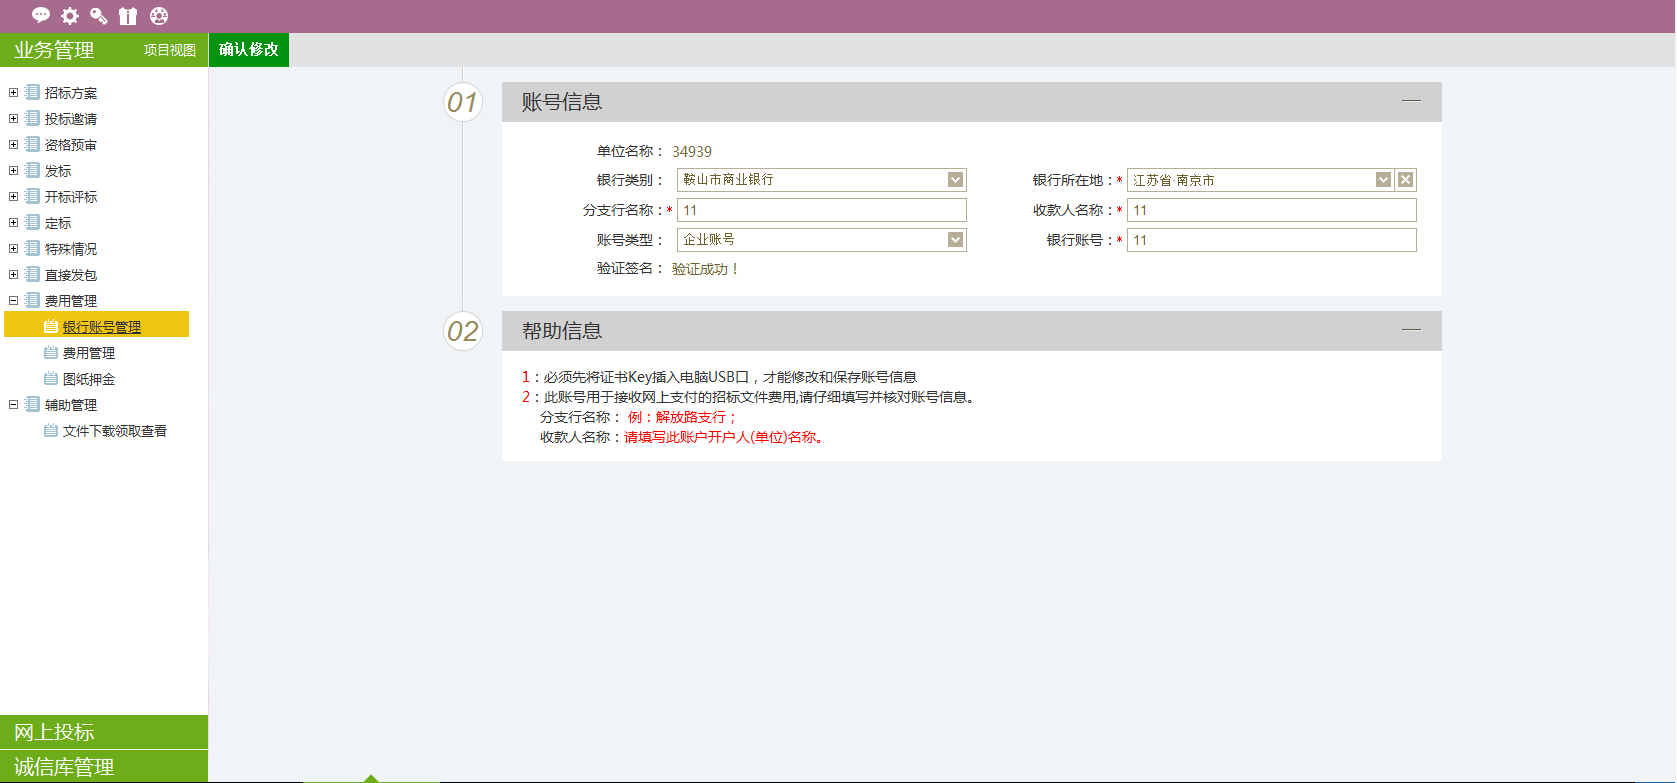 业务管理 项目视图 确认修改
招标方案
投标邀请
资格预审
发标
开标评标
定标
特殊情况
直接发包
费用管理
银行账号管理
费用管理
图纸押金
辅助管理
文件下载领取查看
网上投标
诚信库管理
01 账号信息
单位名称： 34939
银行类别： 鞍山市商业银行 银行所在地：* 江苏省·南京市
分支行名称：* 11 收款人名称：* 11
账号类型： 企业账号 银行账号：* 11
验证签名： 验证成功！
02 帮助信息
1：必须先将证书Key插入电脑USB口，才能修改和保存账号信息
2：此账号用于接收网上支付的招标文件费用,请仔细填写并核对账号信息。
分支行名称： 例：解放路支行；
收款人名称：请填写此账户开户人(单位)名称。